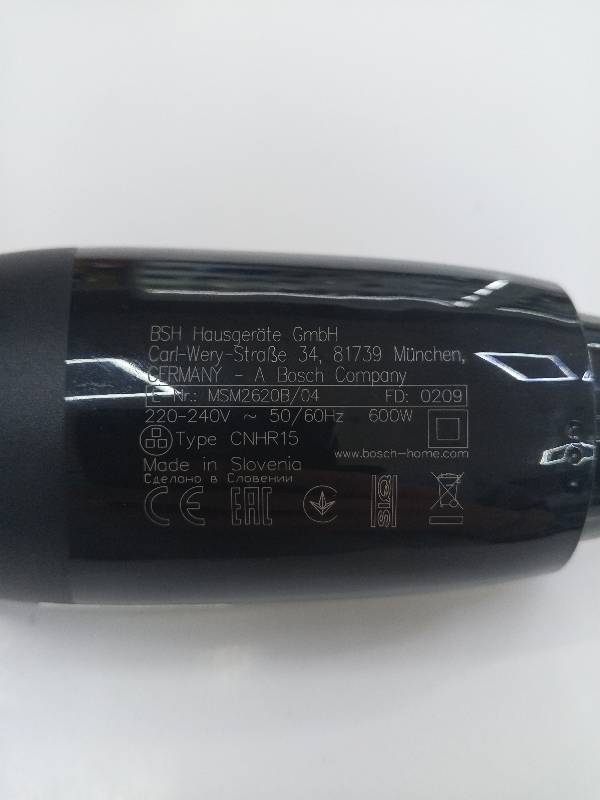 BSH Hausgeräte GmbH
Carl-Wery-Straße 34, 81739 München,
GERMANY - A Bosch Company
E-Nr.: MSM2620B/04 FD: 0209
220-240V ~ 50/60Hz 600W
Type CNHR15
www.bosch-home.com
Made in Slovenia
Сделано в Словении
CE EAC SIQ